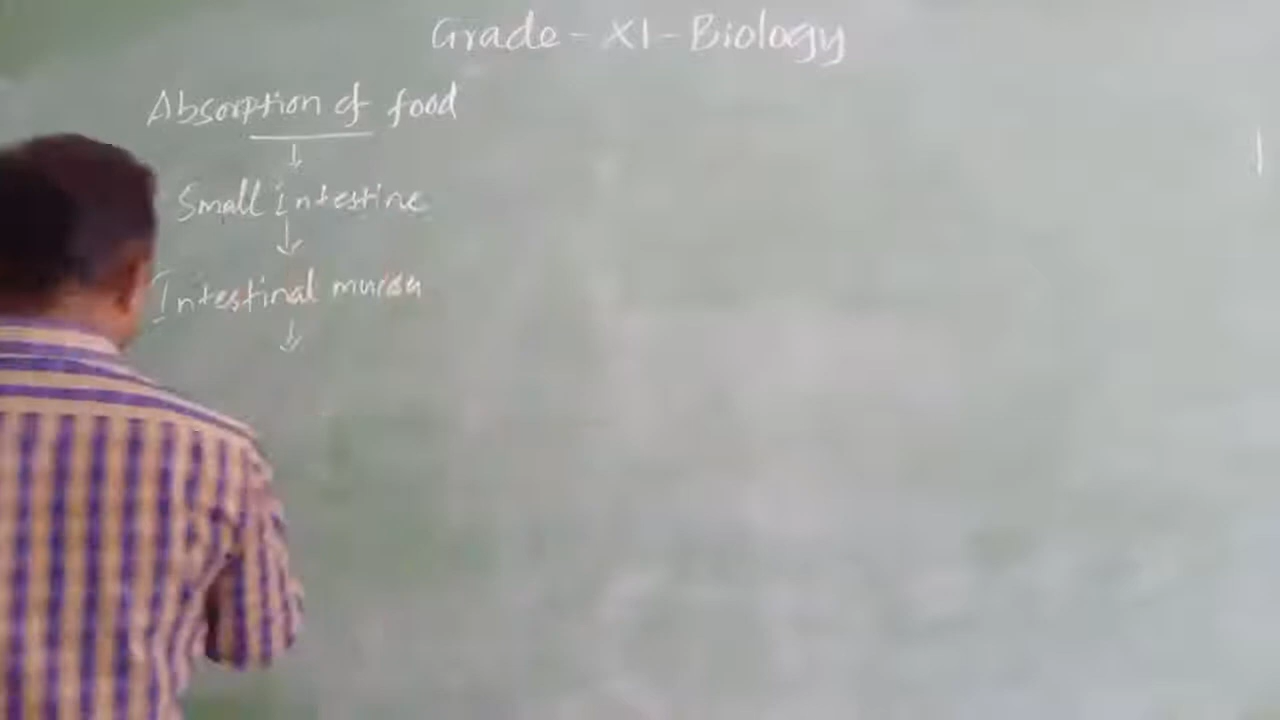 Grade - XI - Biology
Absorption of food
↓
Small intestine
↓
Intestinal mucosa
↓